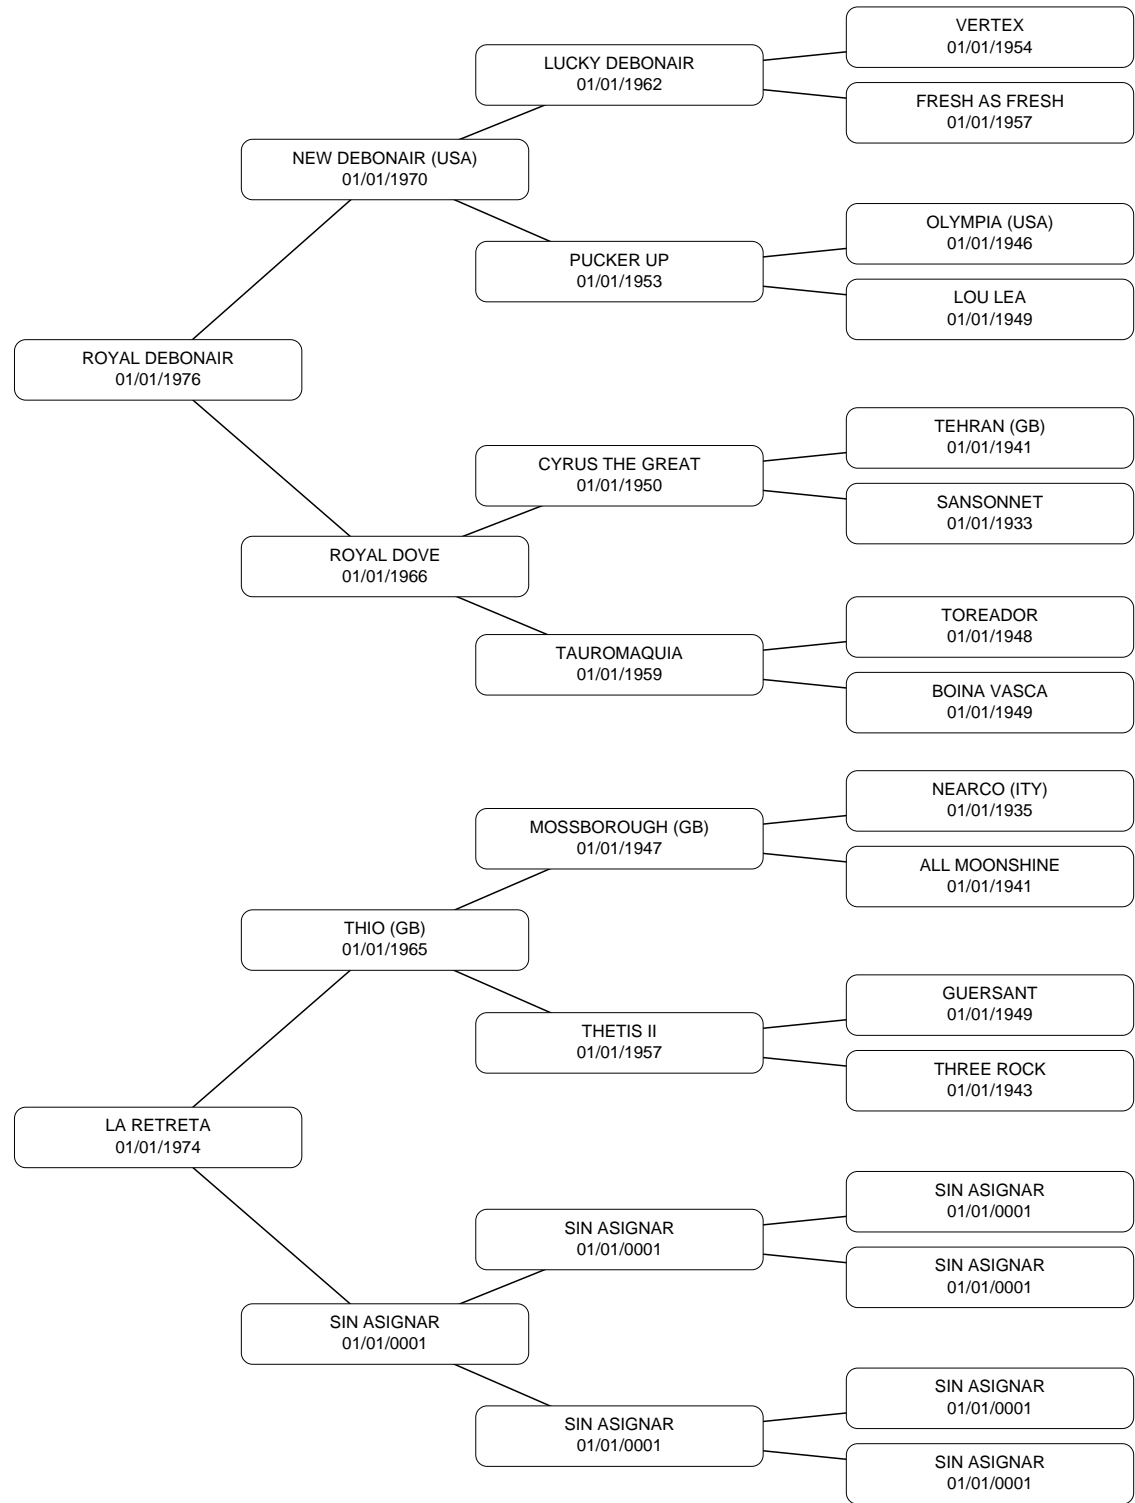 VERTEX
01/01/1954
LUCKY DEBONAIR
01/01/1962
FRESH AS FRESH
01/01/1957
NEW DEBONAIR (USA)
01/01/1970
OLYMPIA (USA)
01/01/1946
PUCKER UP
01/01/1953
LOU LEA
01/01/1949
ROYAL DEBONAIR
01/01/1976
TEHRAN (GB)
01/01/1941
CYRUS THE GREAT
01/01/1950
SANSONNET
01/01/1933
ROYAL DOVE
01/01/1966
TOREADOR
01/01/1948
TAUROMAQUIA
01/01/1959
BOINA VASCA
01/01/1949
NEARCO (ITY)
01/01/1935
MOSSBOROUGH (GB)
01/01/1947
ALL MOONSHINE
01/01/1941
THIO (GB)
01/01/1965
GUERSANT
01/01/1949
THETIS II
01/01/1957
THREE ROCK
01/01/1943
LA RETRETA
01/01/1974
SIN ASIGNAR
01/01/0001
SIN ASIGNAR
01/01/0001
SIN ASIGNAR
01/01/0001
SIN ASIGNAR
01/01/0001
SIN ASIGNAR
01/01/0001
SIN ASIGNAR
01/01/0001
SIN ASIGNAR
01/01/0001